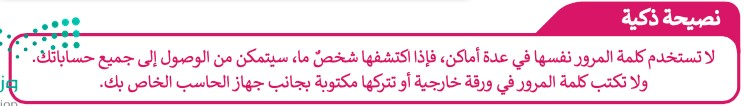 نصيحة ذكية
لا تستخدم كلمة المرور نفسها في عدة أماكن، فإذا اكتشفها شخصٌ ما، سيتمكن من الوصول إلى جميع حساباتك.
ولا تكتب كلمة المرور في ورقة خارجية أو تتركها مكتوبة بجانب جهاز الحاسب الخاص بك.